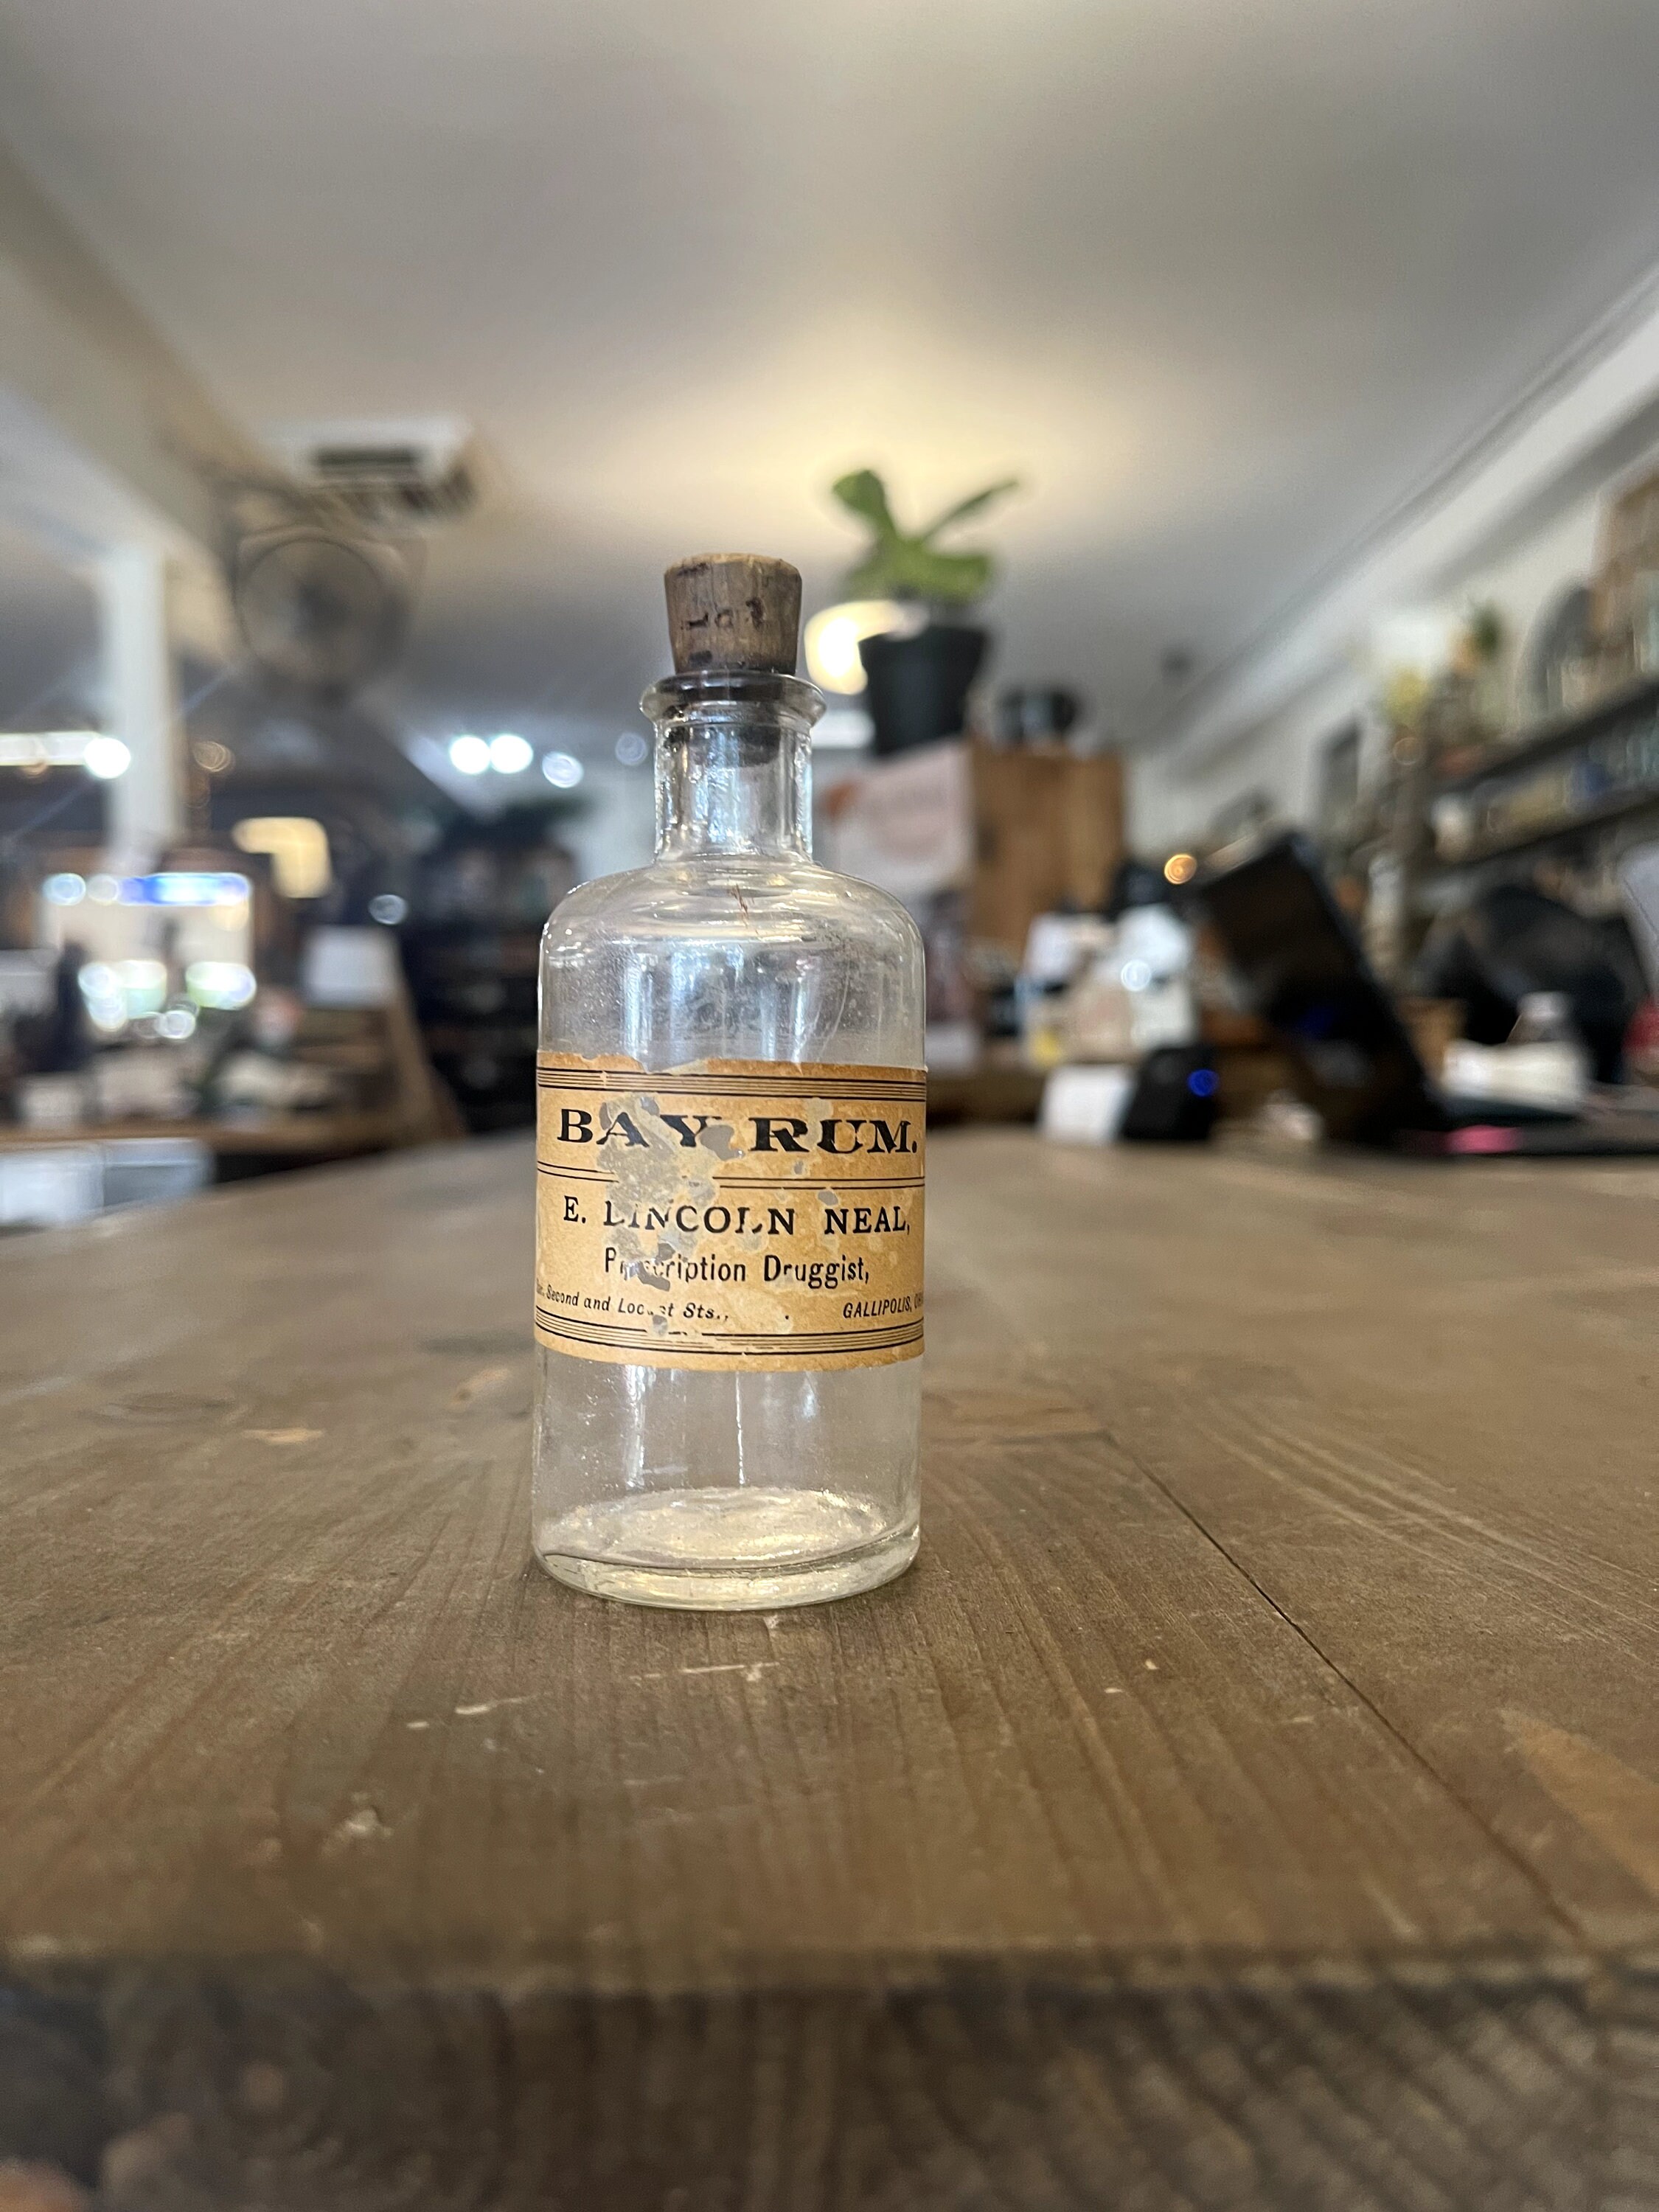 BAY RUM.
E. LINCOLN NEAL,
Prescription Druggist,
Second and Locust Sts., GALLIPOLIS,